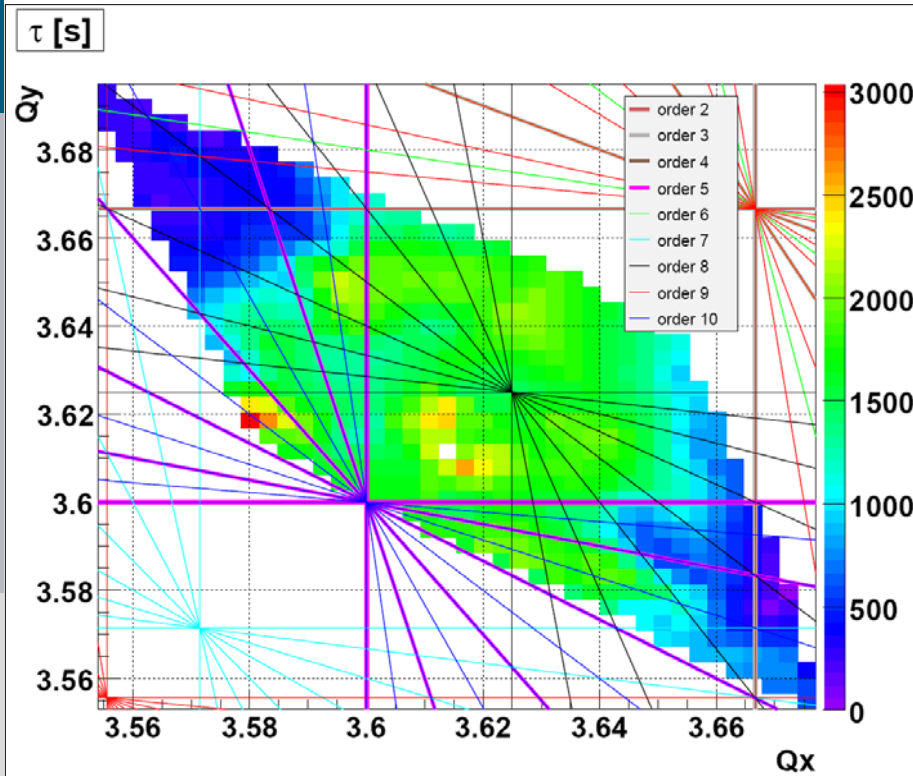 τ [s]
Qy
3.68
3.66
3.64
3.62
3.6
3.58
3.56
3.56 3.58 3.6 3.62 3.64 3.66
Qx
order 2
order 3
order 4
order 5
order 6
order 7
order 8
order 9
order 10
3000
2500
2000
1500
1000
500
0